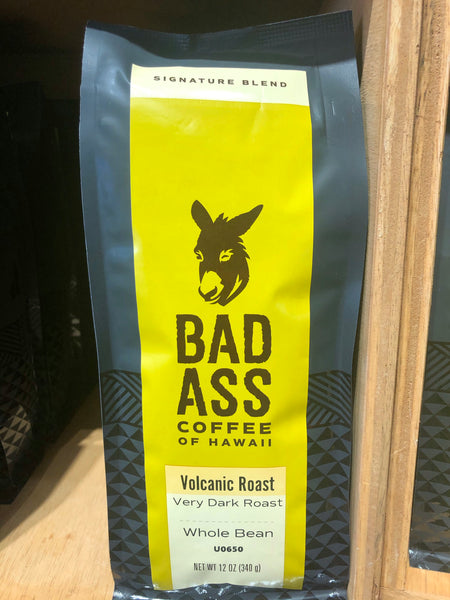 SIGNATURE BLEND
BAD
ASS
COFFEE
OF HAWAII
Volcanic Roast
Very Dark Roast
Whole Bean
U0650
NET WT 12 OZ (340 g)